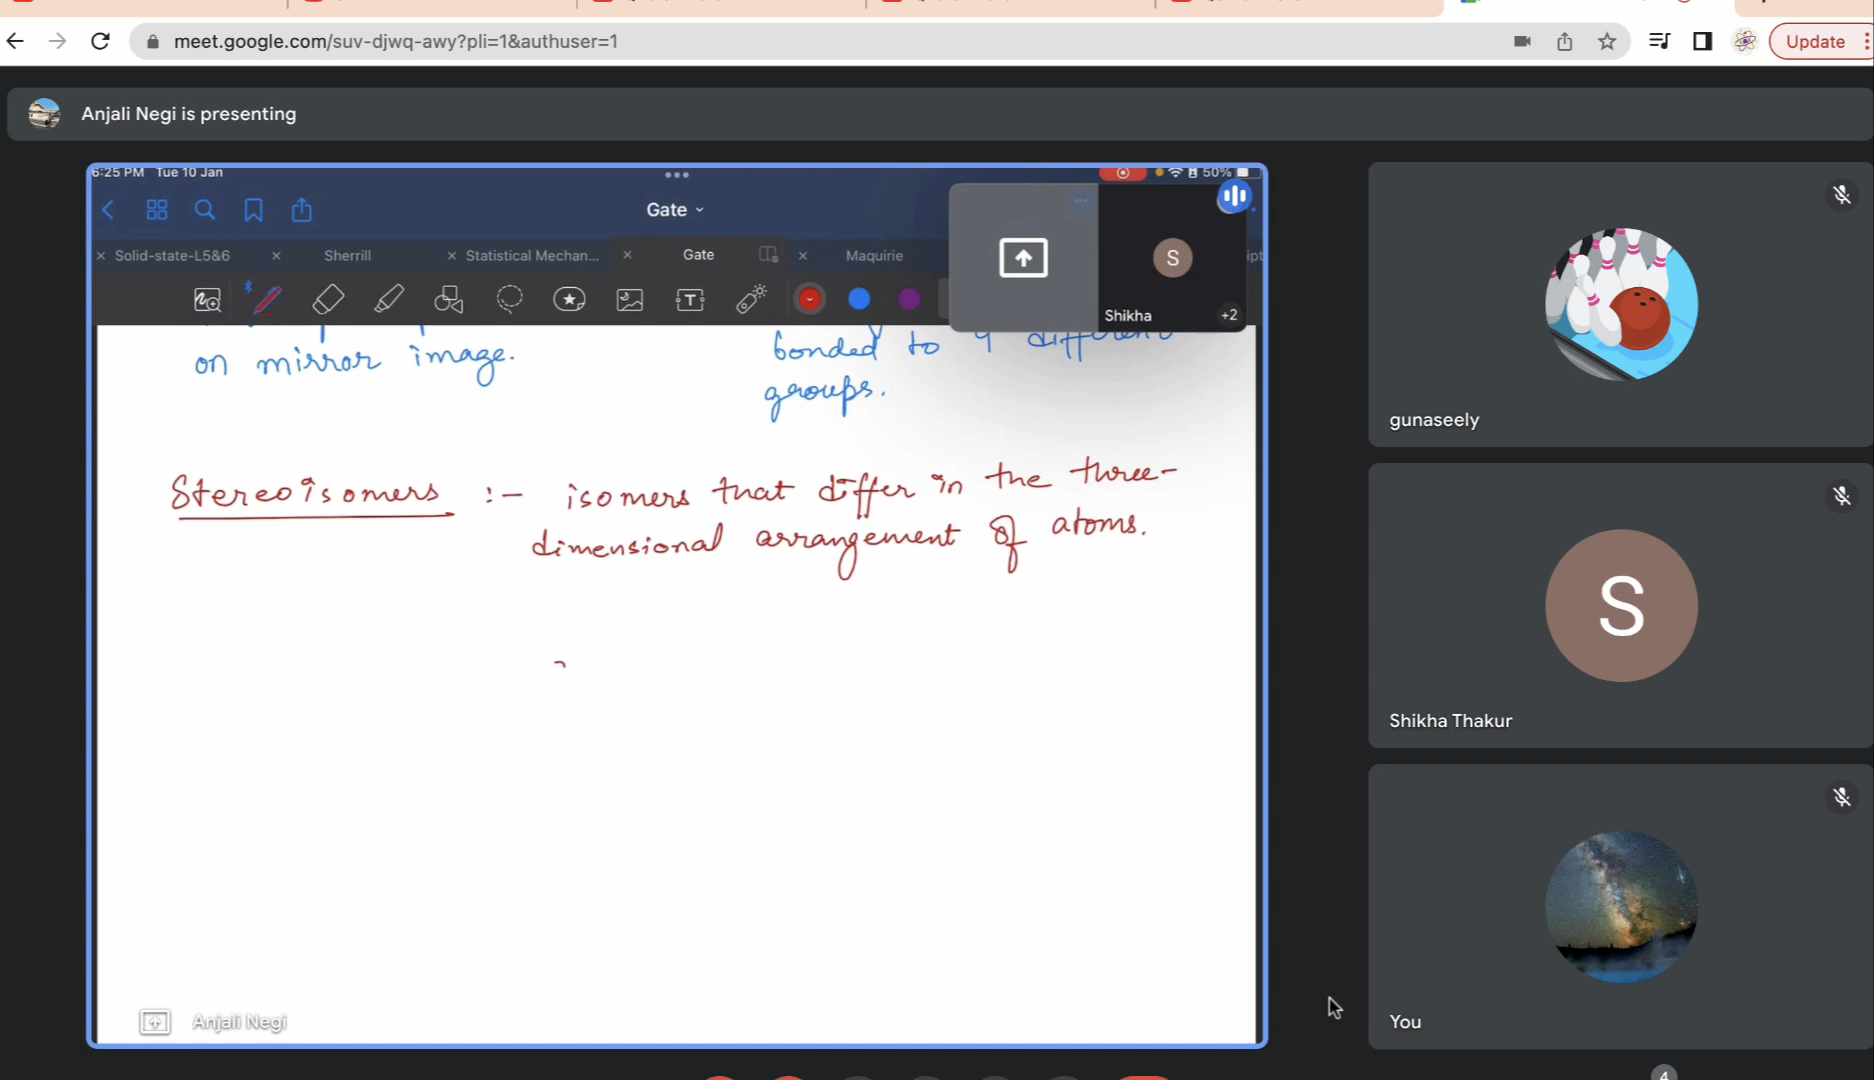 meet.google.com/suv-djwq-awy?pli=1&authuser=1
Update
Anjali Negi is presenting
6:25 PM Tue 10 Jan
50%
Gate
Solid-state-L5&6
Sherrill
Statistical Mechan...
Gate
Maquirie
S
Shikha
+2
on mirror image.
bonded to 4 different
groups.
Stereoisomers :- isomers that differ in the three-
dimensional arrangement of atoms.
Anjali Negi
gunaseely
S
Shikha Thakur
You
4